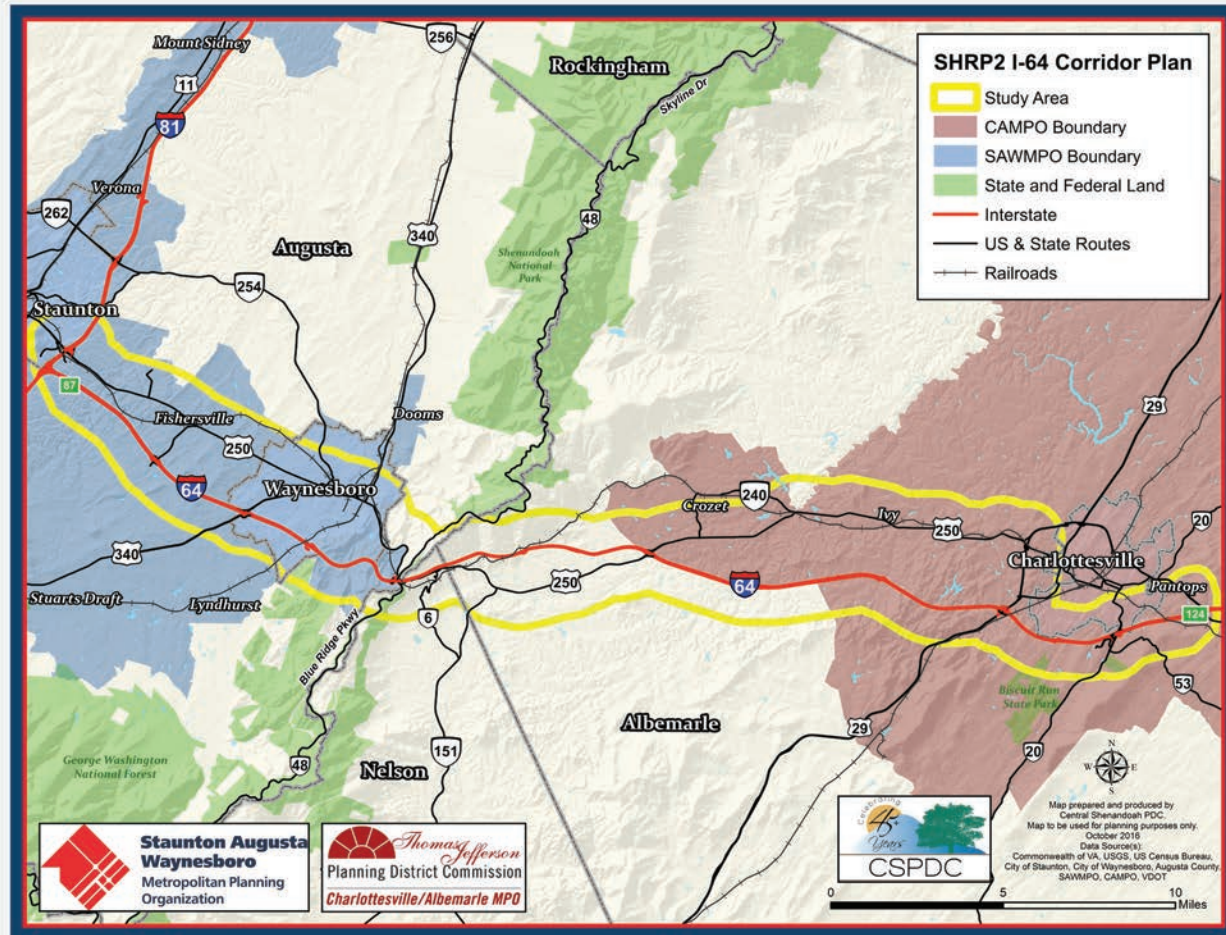 Mount Sidney
256
Rockingham
Skyline Dr
11
81
Verona
262
48
340
Augusta
Shenandoah
National
Park
254
Staunton
87
Fishersville
Dooms
250
29
64
Waynesboro
240
Crozet
Ivy
250
20
Charlottesville
340
Pantops
Stuarts Draft
Lyndhurst
250
64
124
6
Blue Ridge Pkwy
53
Biscuit Run
State Park
Albemarle
29
20
George Washington
National Forest
48
Nelson
151
SHRP2 I-64 Corridor Plan
Study Area
CAMPO Boundary
SAWMPO Boundary
State and Federal Land
Interstate
US & State Routes
Railroads
N
W E
S
Map prepared and produced by
Central Shenandoah PDC.
Map to be used for planning purposes only.
October 2016
Data Source(s):
Commonwealth of VA, USGS, US Census Bureau,
City of Staunton, City of Waynesboro, Augusta County,
SAWMPO, CAMPO, VDOT
Staunton Augusta
Waynesboro
Metropolitan Planning
Organization
Thomas Jefferson
Planning District Commission
Charlottesville/Albemarle MPO
Celebrating
45
Years
CSPDC
0 5 10
Miles